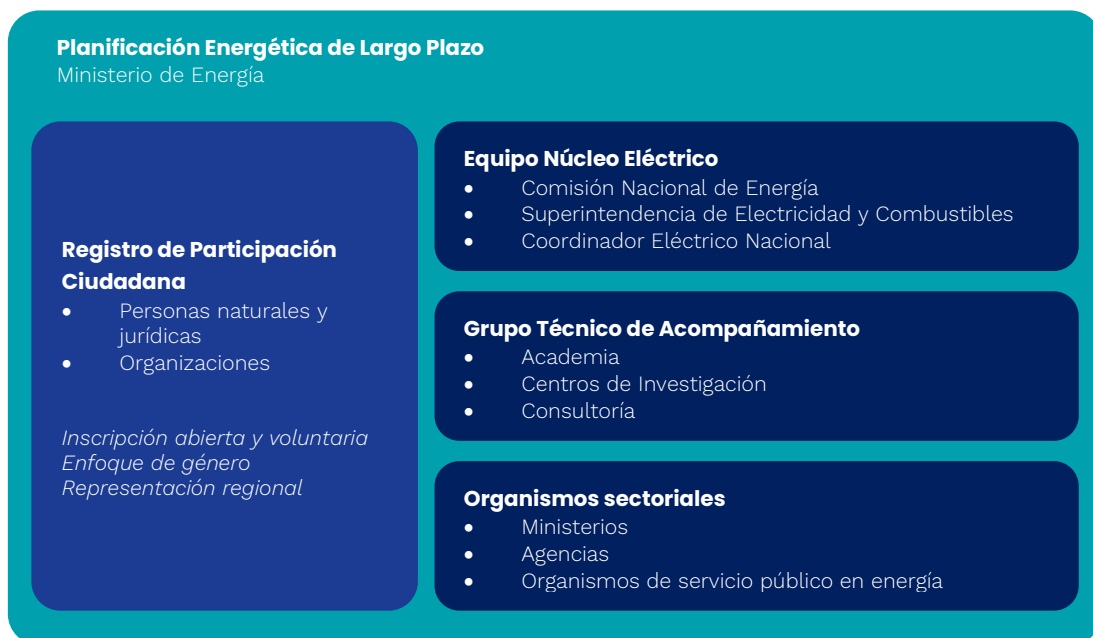 Planificación Energética de Largo Plazo
Ministerio de Energía
Registro de Participación
Ciudadana
• Personas naturales y
jurídicas
• Organizaciones
Inscripción abierta y voluntaria
Enfoque de género
Representación regional
Equipo Núcleo Eléctrico
• Comisión Nacional de Energía
• Superintendencia de Electricidad y Combustibles
• Coordinador Eléctrico Nacional
Grupo Técnico de Acompañamiento
• Academia
• Centros de Investigación
• Consultoría
Organismos sectoriales
• Ministerios
• Agencias
• Organismos de servicio público en energía